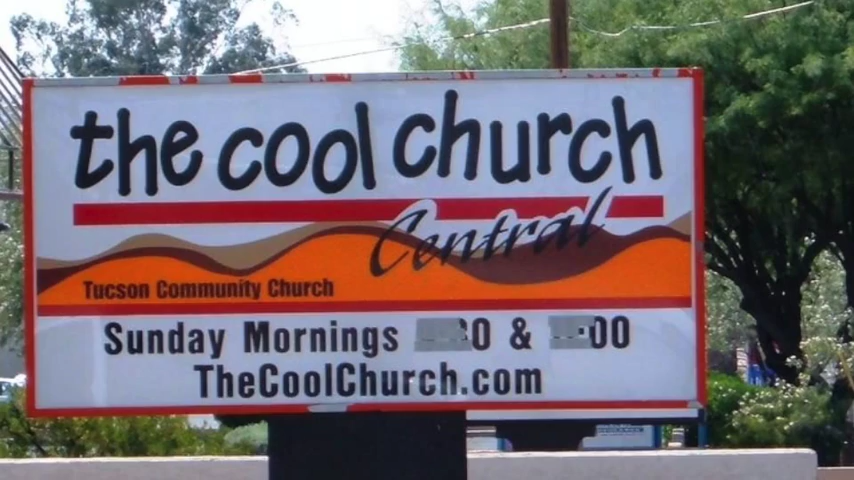 the cool church
Central
Tucson Community Church
Sunday Mornings & 
TheCoolChurch.com